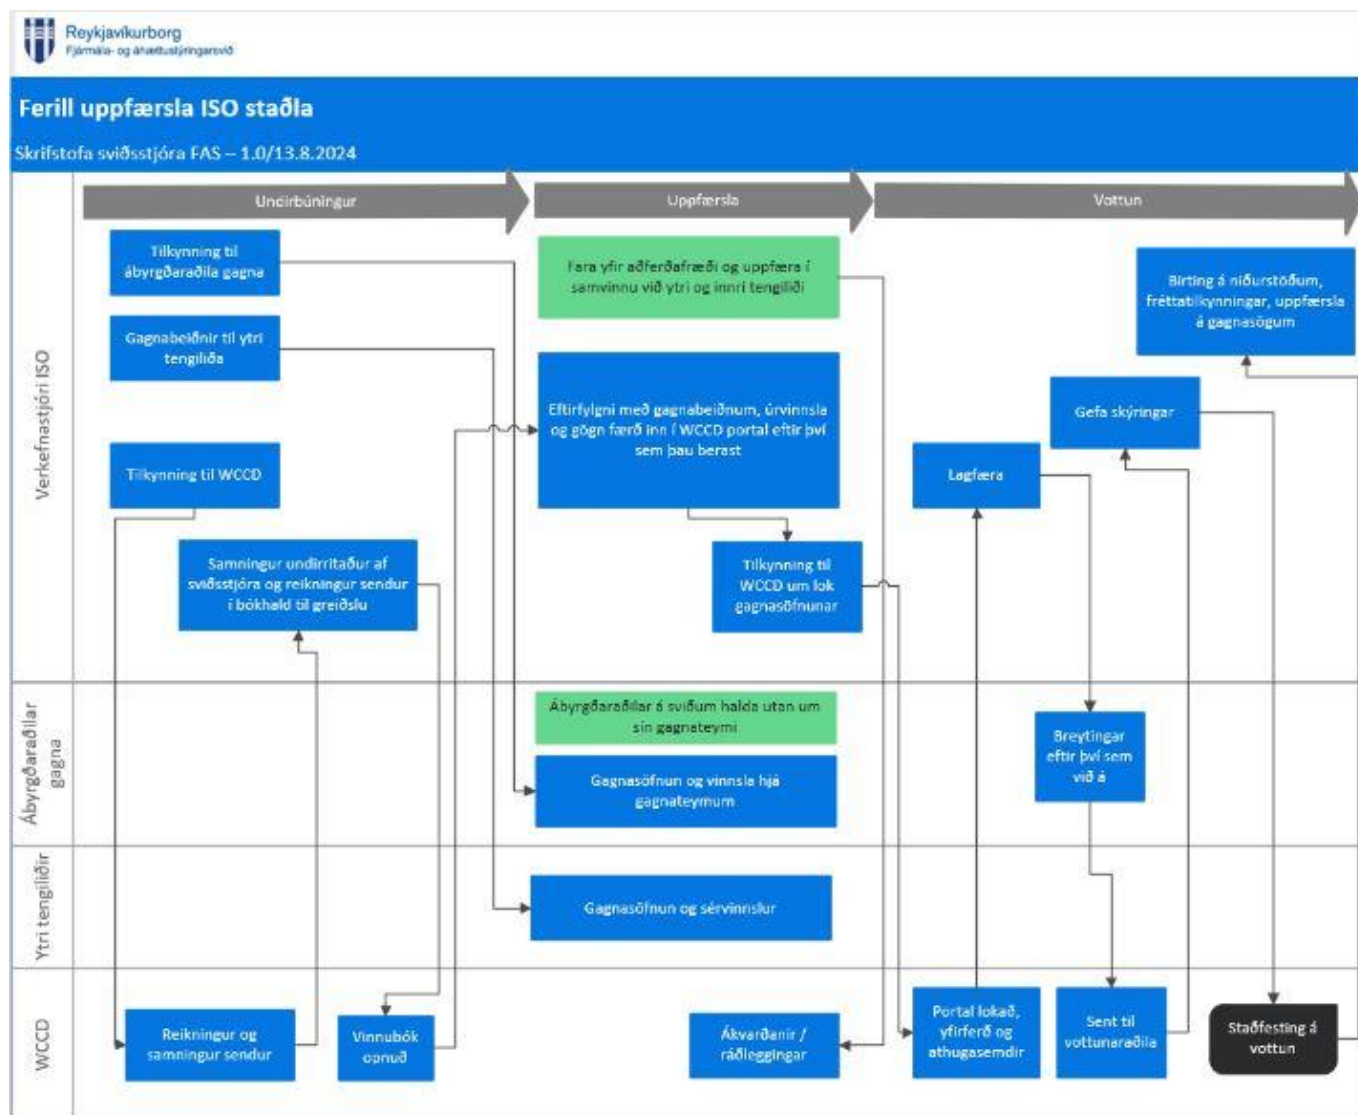 Reykjavíkurborg
Fjármála- og áhættustýringarsvið
Ferill uppfærsla ISO staðla
Skrifstofa sviðsstjóra FAS – 1.0/13.8.2024
Undirbúningur
Uppfærsla
Vottun
Verkefnastjóri ISO
Tilkynning til
ábyrgðaraðila gagna
Gagnabeiðnir til ytri
tengiliða
Tilkynning til WCCD
Samningur undirritaður af
sviðsstjóra og reikningur sendur
í bókhald til greiðslu
Fara yfir aðferðafræði og uppfæra í
samvinnu við ytri og innri tengiliði
Eftirfylgni með gagnabeiðnum, úrvinnsla
og gögn færð inn í WCCD portal eftir því
sem þau berast
Tilkynning til
WCCD um lok
gagnasöfnunar
Lagfæra
Gefa skýringar
Birting á niðurstöðum,
fréttatilkynningar, uppfærsla
á gagnasögum
Ábyrgðaraðilar
gagna
Ábyrgðaraðilar á sviðum halda utan um
sín gagnateymi
Gagnasöfnun og vinnsla hjá
gagnateymum
Breytingar
eftir því sem
við á
Ytri tengiliðir
Gagnasöfnun og sérvinnslur
WCCD
Reikningur og
samningur sendur
Vinnubók
opnuð
Ákvarðanir /
ráðleggingar
Portal lokað,
yfirferð og
athugasemdir
Sent til
vottunaraðila
Staðfesting á
vottun